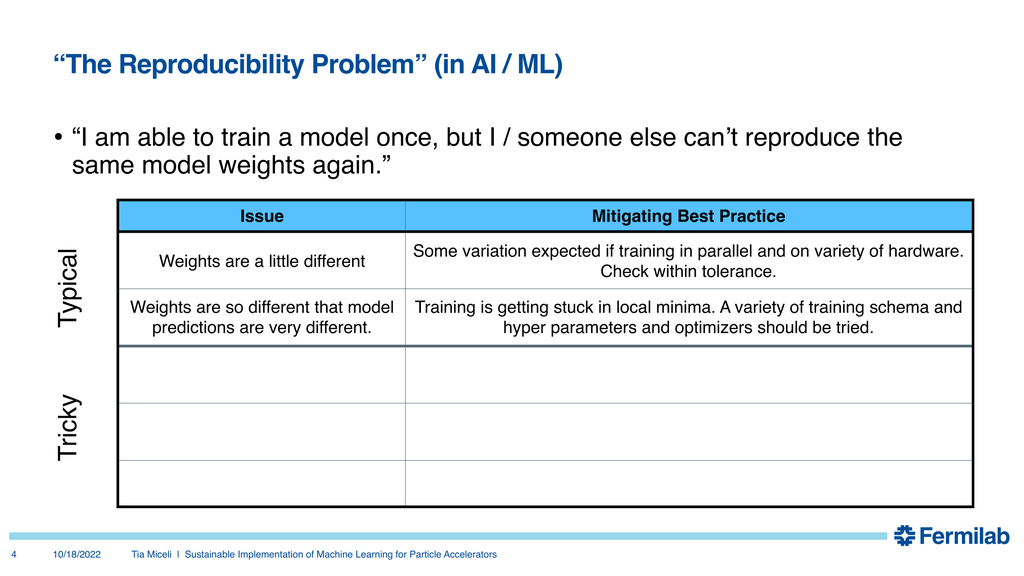 “The Reproducibility Problem” (in AI / ML)
• “I am able to train a model once, but I / someone else can’t reproduce the
same model weights again.”
Issue
Mitigating Best Practice
Typical
Weights are a little different
Some variation expected if training in parallel and on variety of hardware.
Check within tolerance.
Weights are so different that model
predictions are very different.
Training is getting stuck in local minima. A variety of training schema and
hyper parameters and optimizers should be tried.
Tricky
Fermilab
4
10/18/2022
Tia Miceli | Sustainable Implementation of Machine Learning for Particle Accelerators